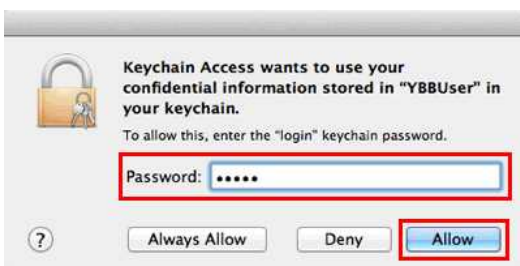 Keychain Access wants to use your
confidential information stored in “YBBUser” in
your keychain.
To allow this, enter the “login” keychain password.
Password: •••••
? Always Allow Deny Allow